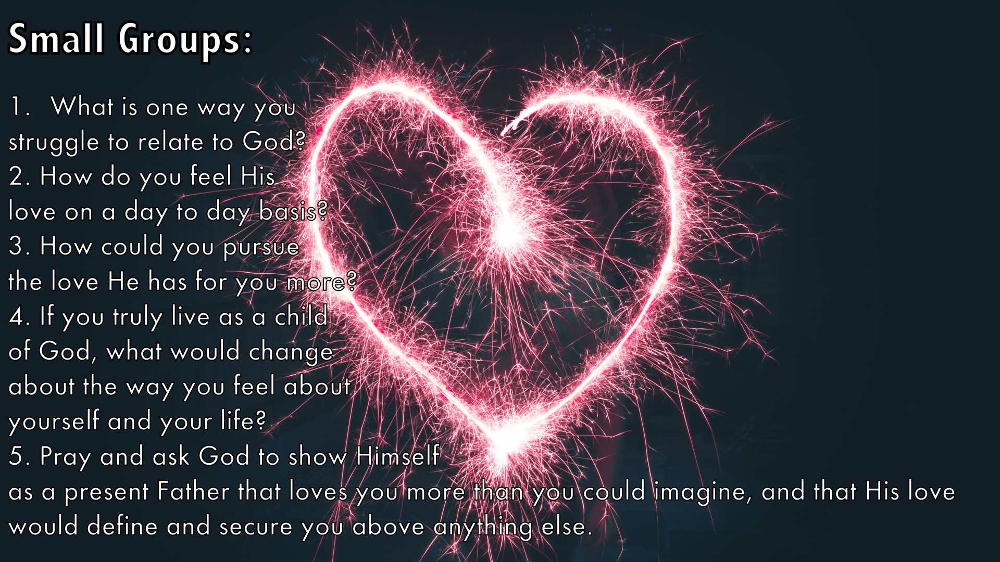 Small Groups:
1. What is one way you
struggle to relate to God?
2. How do you feel His
love on a day to day basis?
3. How could you pursue
the love He has for you more?
4. If you truly live as a child
of God, what would change
about the way you feel about
yourself and your life?
5. Pray and ask God to show Himself
as a present Father that loves you more than you could imagine, and that His love
would define and secure you above anything else.